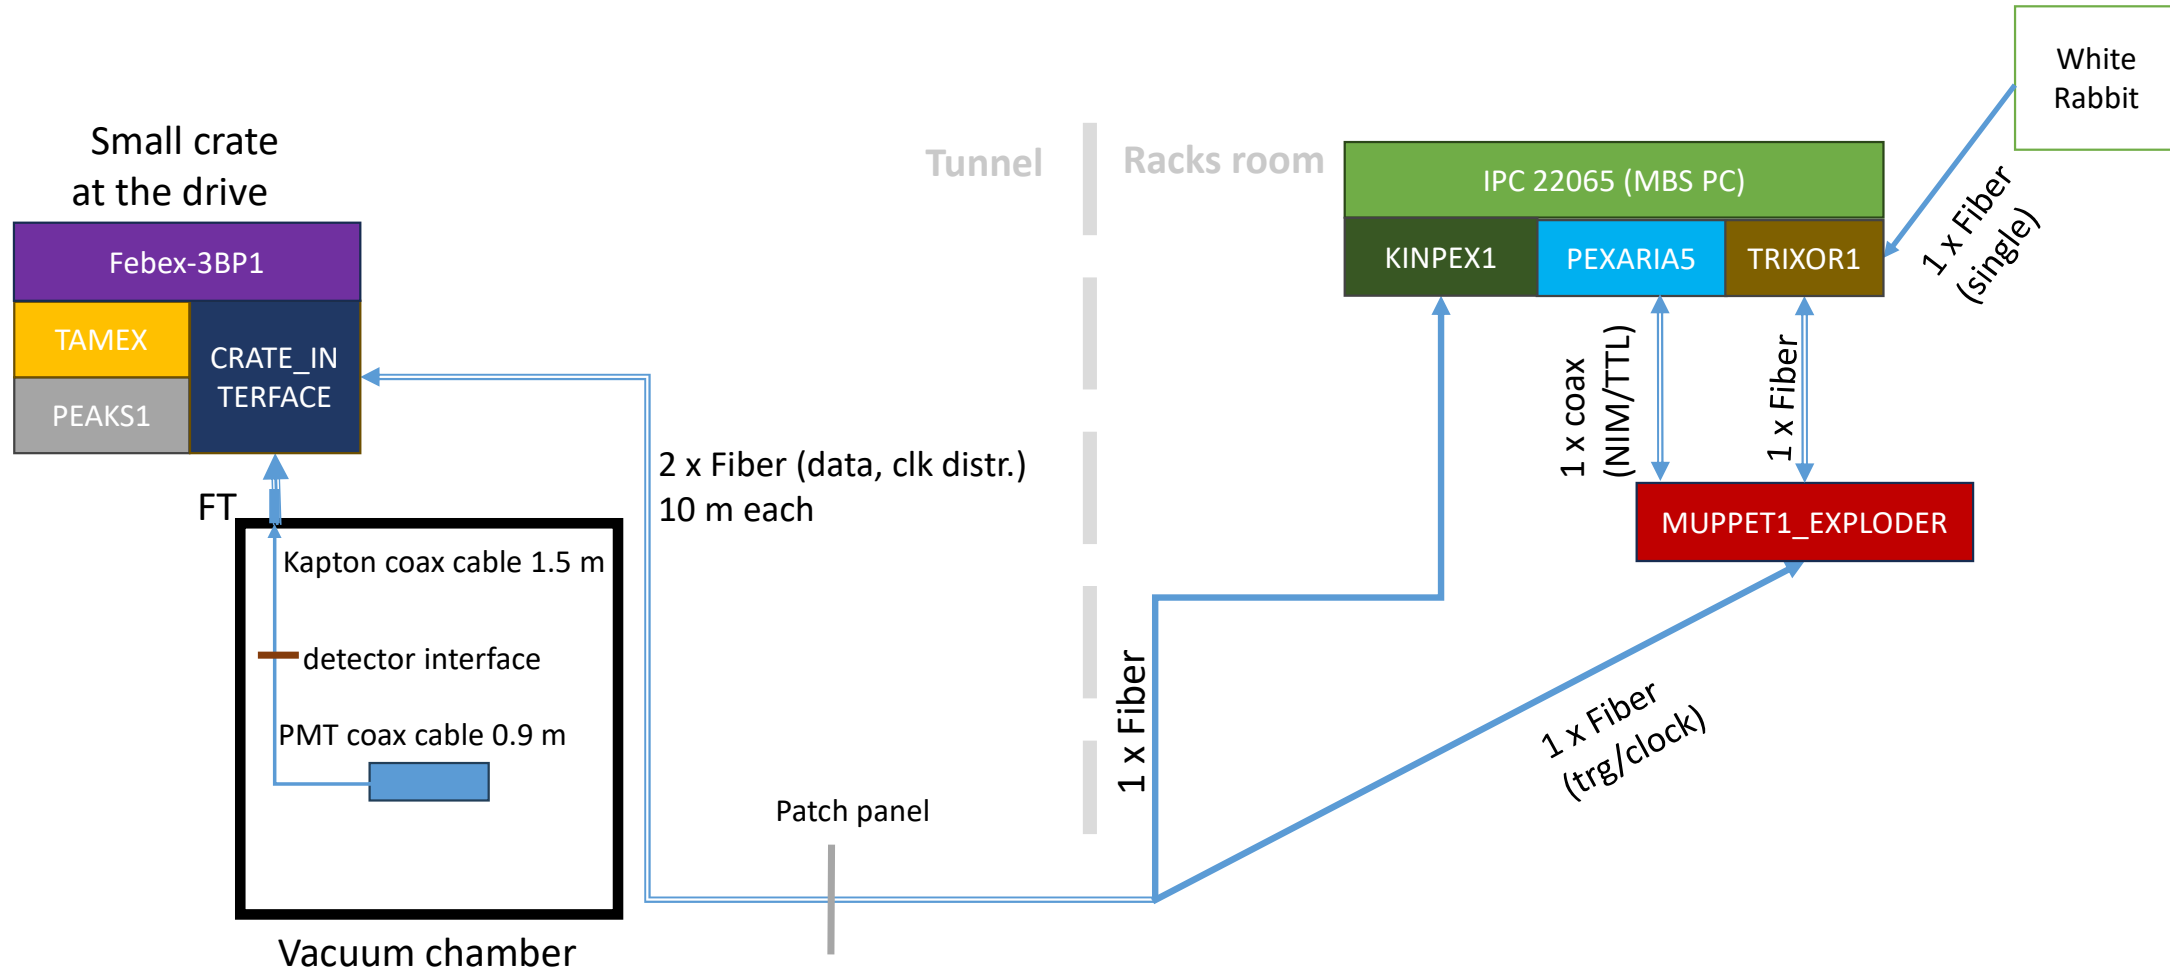 White
Rabbit
Small crate
at the drive
Tunnel
Racks room
IPC 22065 (MBS PC)
Febex-3BP1
KINPEX1
PEXARIA5
TRIXOR1
1 x Fiber
(single)
TAMEX
CRATE_IN
TERFACE
PEAKS1
1 x coax
(NIM/TTL)
1 x Fiber
2 x Fiber (data, clk distr.)
10 m each
FT
MUPPET1_EXPLODER
Kapton coax cable 1.5 m
detector interface
PMT coax cable 0.9 m
1 x Fiber
1 x Fiber
(trg/clock)
Patch panel
Vacuum chamber